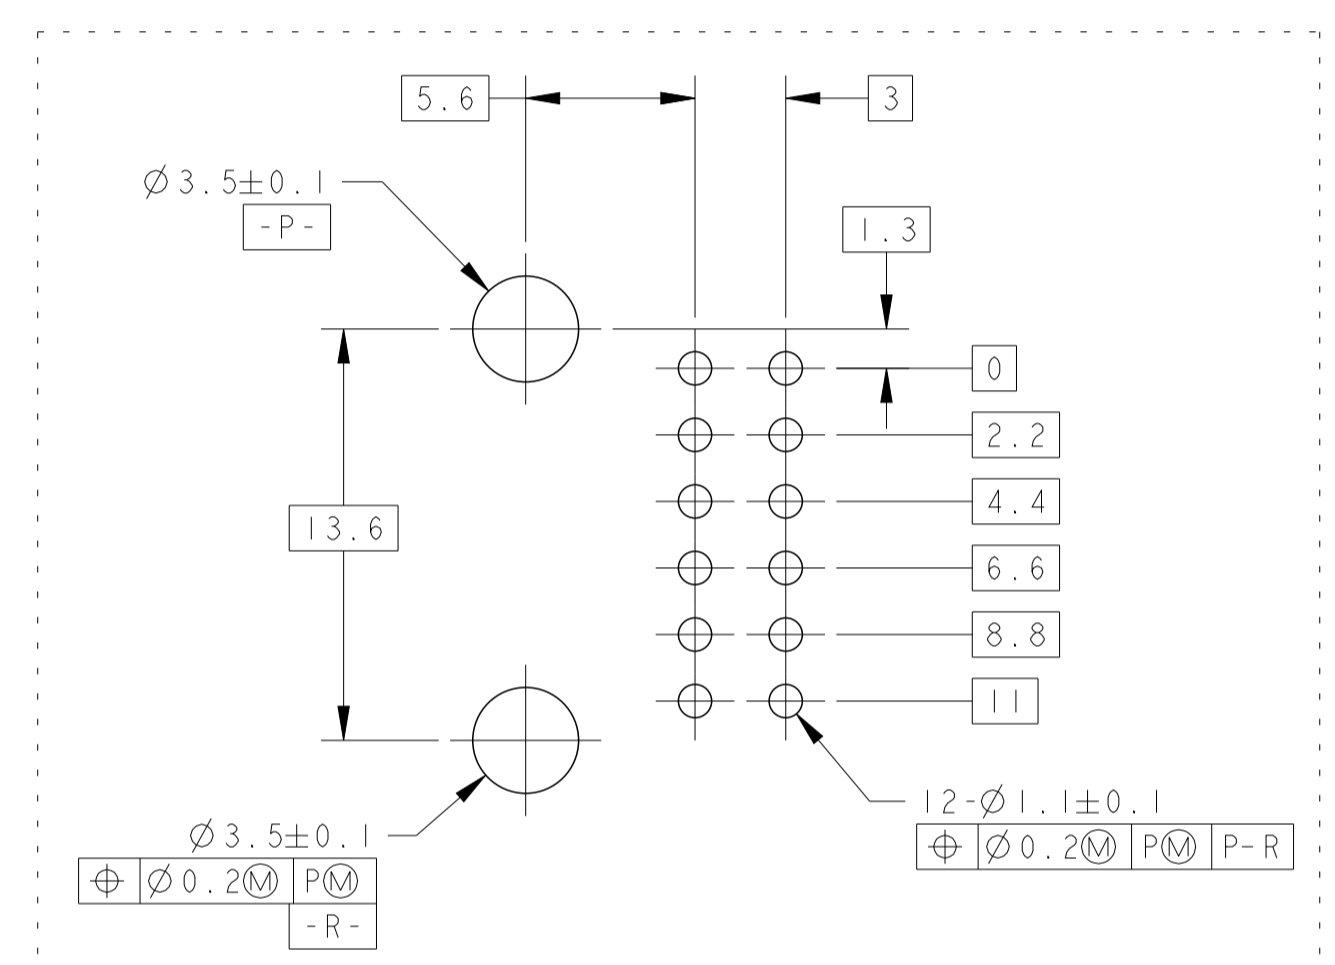 5.6
3
Ø3.5±0.1
-P-
1.3
0
2.2
4.4
13.6
6.6
8.8
11
12-Ø1.1±0.1
⌖ Ø0.2Ⓜ PⓂ P-R
Ø3.5±0.1
⌖ Ø0.2Ⓜ PⓂ
-R-